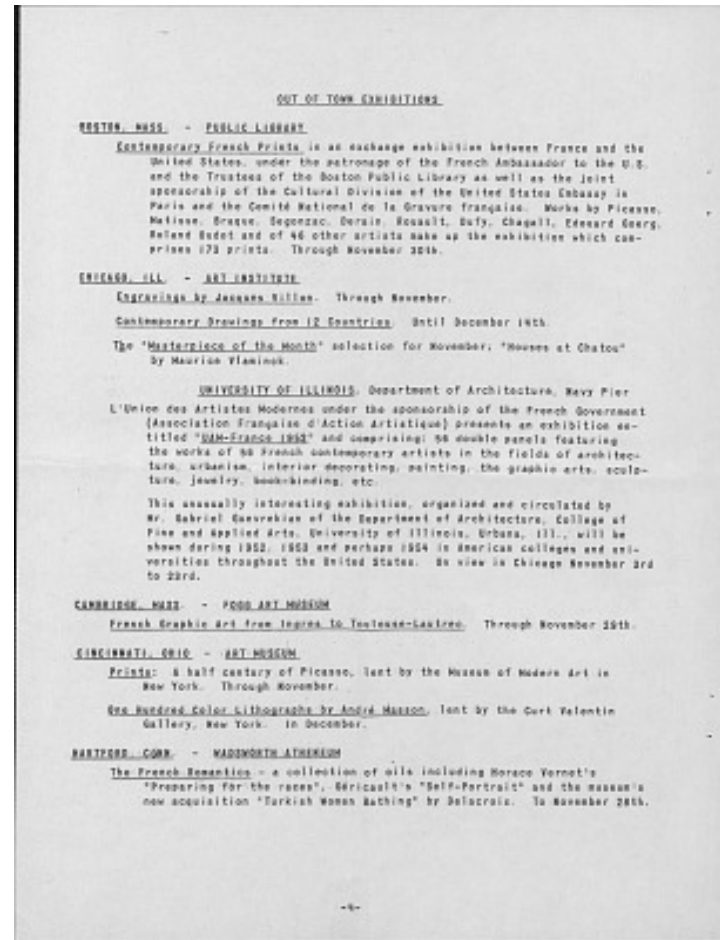 OUT OF TOWN EXHIBITIONS
BOSTON, MASS. - PUBLIC LIBRARY
Contemporary French Prints is an exchange exhibition between France and the
United States, under the patronage of the French Ambassador to the U.S.
and the Trustees of the Boston Public Library as well as the joint
sponsorship of the Cultural Division of the United States Embassy in
Paris and the Comité National de la Gravure française. Works by Picasso,
Matisse, Braque, Segonzac, Derain, Rouault, Dufy, Chagall, Edouard Goerg,
Roland Oudot and of 46 other artists make up the exhibition which com-
prises 173 prints. Through November 30th.
CHICAGO, ILL. - ART INSTITUTE
Engravings by Jacques Villon. Through November.
Contemporary Drawings from 12 Countries. Until December 14th.
The "Masterpiece of the Month" selection for November: "Houses at Chatou"
by Maurice Vlaminck.
UNIVERSITY OF ILLINOIS, Department of Architecture, Navy Pier
L'Union des Artistes Modernes under the sponsorship of the French Government
(Association Française d'Action Artistique) presents an exhibition en-
titled "UAM-France 1952" and comprising: 56 double panels featuring
the works of 56 French contemporary artists in the fields of architec-
ture, urbanism, interior decorating, painting, the graphic arts, sculp-
ture, jewelry, book-binding, etc.
This unusually interesting exhibition, organized and circulated by
Mr. Gabriel Guevrekian of the Department of Architecture, College of
Fine and Applied Arts, University of Illinois, Urbana, Ill., will be
shown during 1952, 1953 and perhaps 1954 in American colleges and uni-
versities throughout the United States. On view in Chicago November 3rd
to 23rd.
CAMBRIDGE, MASS. - FOGG ART MUSEUM
French Graphic Art from Ingres to Toulouse-Lautrec. Through November 29th.
CINCINNATI, OHIO - ART MUSEUM
Prints: A half century of Picasso, lent by the Museum of Modern Art in
New York. Through November.
One Hundred Color Lithographs by André Masson, lent by the Curt Valentin
Gallery, New York. In December.
HARTFORD, CONN. - WADSWORTH ATHENEUM
The French Romantics - a collection of oils including Horace Vernet's
"Preparing for the races", Géricault's "Self-Portrait" and the museum's
new acquisition "Turkish Women Bathing" by Delacroix. To November 28th.